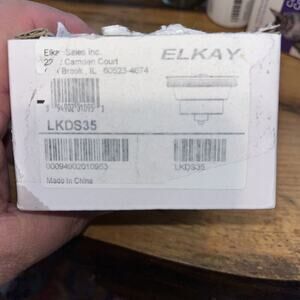 Elkay Sales Inc.
ELKAY
Camden Court
Brook, IL 60523-4674
LKDS35
00094902010953
LKDS35
Made In China